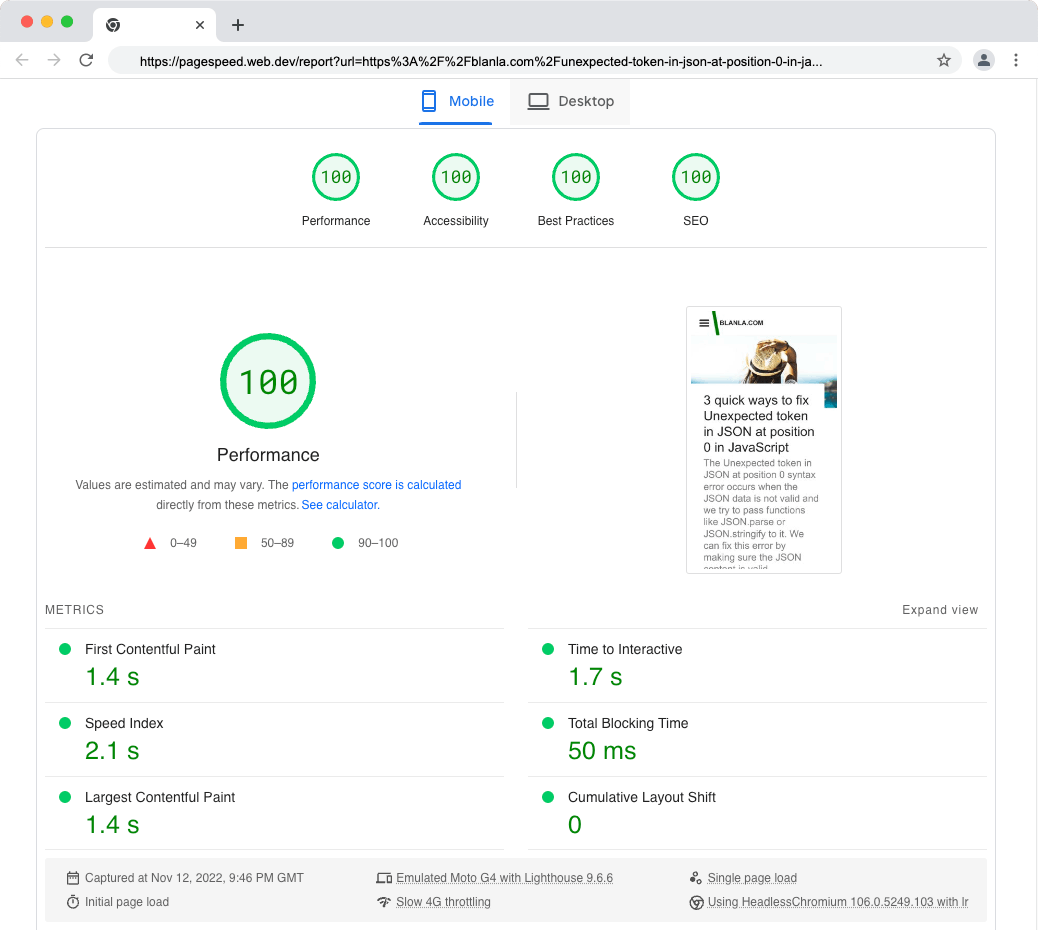 https://pagespeed.web.dev/report?url=https%3A%2F%2Fblanla.com%2Funexpected-token-in-json-at-position-0-in-ja...
Mobile Desktop
100 100 100 100
Performance Accessibility Best Practices SEO
100
Performance
Values are estimated and may vary. The performance score is calculated
directly from these metrics. See calculator.
0–49 50–89 90–100
BLANLA.COM
3 quick ways to fix
Unexpected token
in JSON at position
0 in JavaScript
The Unexpected token in
JSON at position 0 syntax
error occurs when the
JSON data is not valid and
we try to pass functions
like JSON.parse or
JSON.stringify to it. We
can fix this error by
making sure the JSON
content is valid
METRICS Expand view
First Contentful Paint
1.4 s
Time to Interactive
1.7 s
Speed Index
2.1 s
Total Blocking Time
50 ms
Largest Contentful Paint
1.4 s
Cumulative Layout Shift
0
Captured at Nov 12, 2022, 9:46 PM GMT
Emulated Moto G4 with Lighthouse 9.6.6
Single page load
Initial page load
Slow 4G throttling
Using HeadlessChromium 106.0.5249.103 with lr